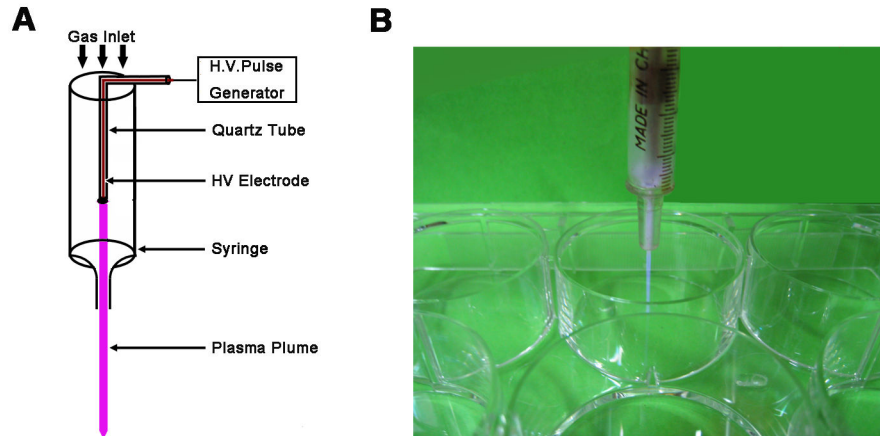 A
Gas Inlet
H.V.Pulse
Generator
Quartz Tube
HV Electrode
Syringe
Plasma Plume
B
MADE IN CH